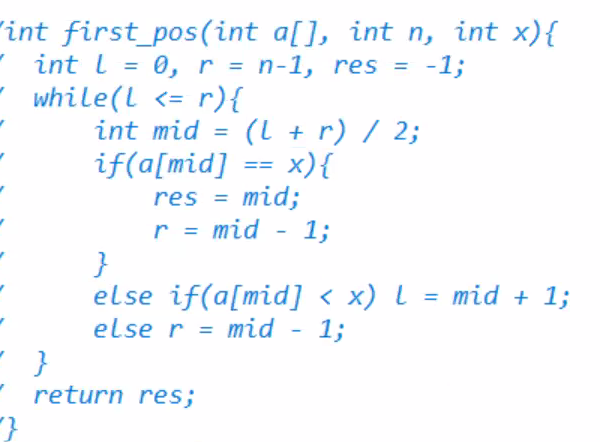 /int first_pos(int a[], int n, int x){
/  int l = 0, r = n-1, res = -1;
/  while(l <= r){
/      int mid = (l + r) / 2;
/      if(a[mid] == x){
/          res = mid;
/          r = mid - 1;
/      }
/      else if(a[mid] < x) l = mid + 1;
/      else r = mid - 1;
/  }
/  return res;
/}